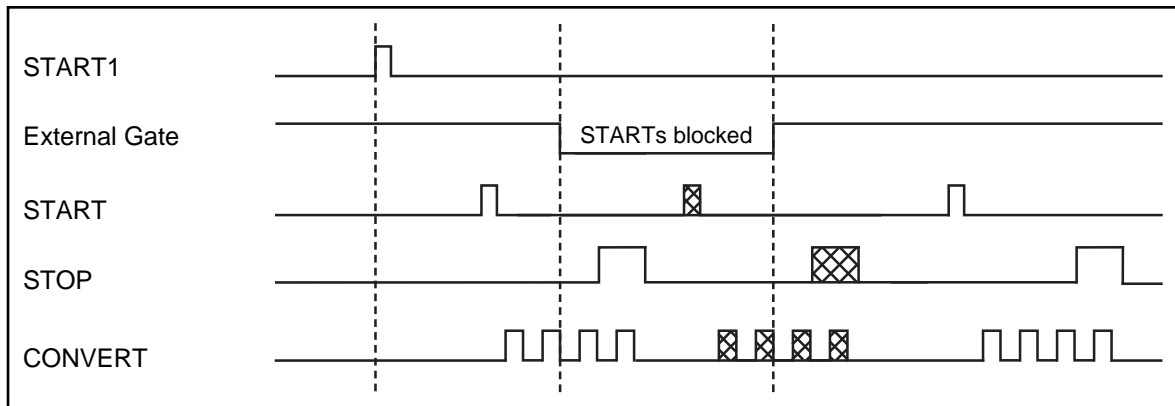 START1
External Gate
STARTs blocked
START
STOP
CONVERT